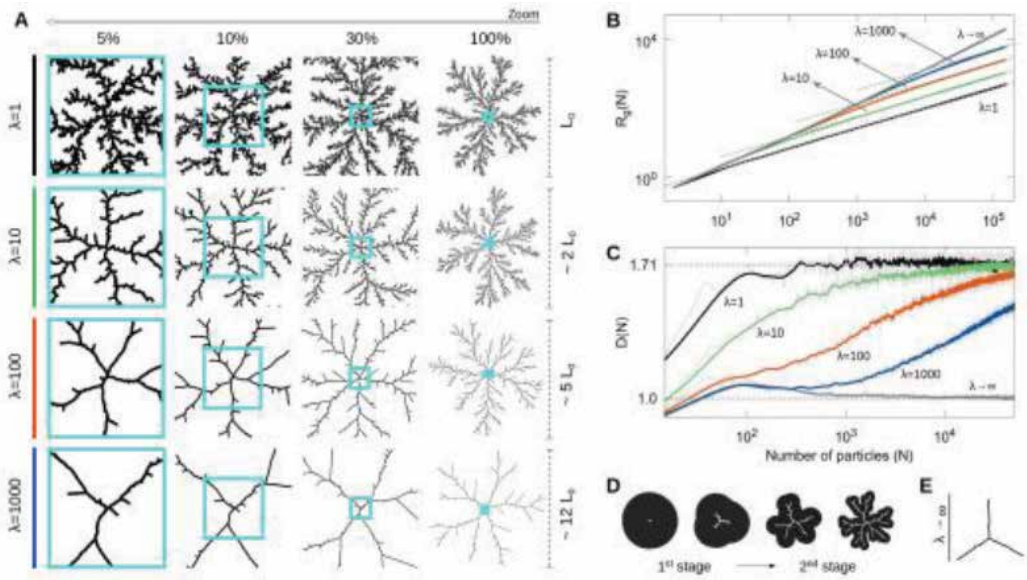 A
Zoom
5% 10% 30% 100%
λ=1
L₀
λ=10
~ 2 L₀
λ=100
~ 5 L₀
λ=1000
~ 12 L₀
B
10⁴
10⁰
Rg(N)
λ=1000
λ→∞
λ=100
λ=10
λ=1
10¹ 10² 10³ 10⁴ 10⁵
C
1.71
1.0
D(N)
λ=1
λ=10
λ=100
λ=1000
λ→∞
10² 10³ 10⁴
Number of particles (N)
D
1st stage → 2nd stage
E
λ → ∞